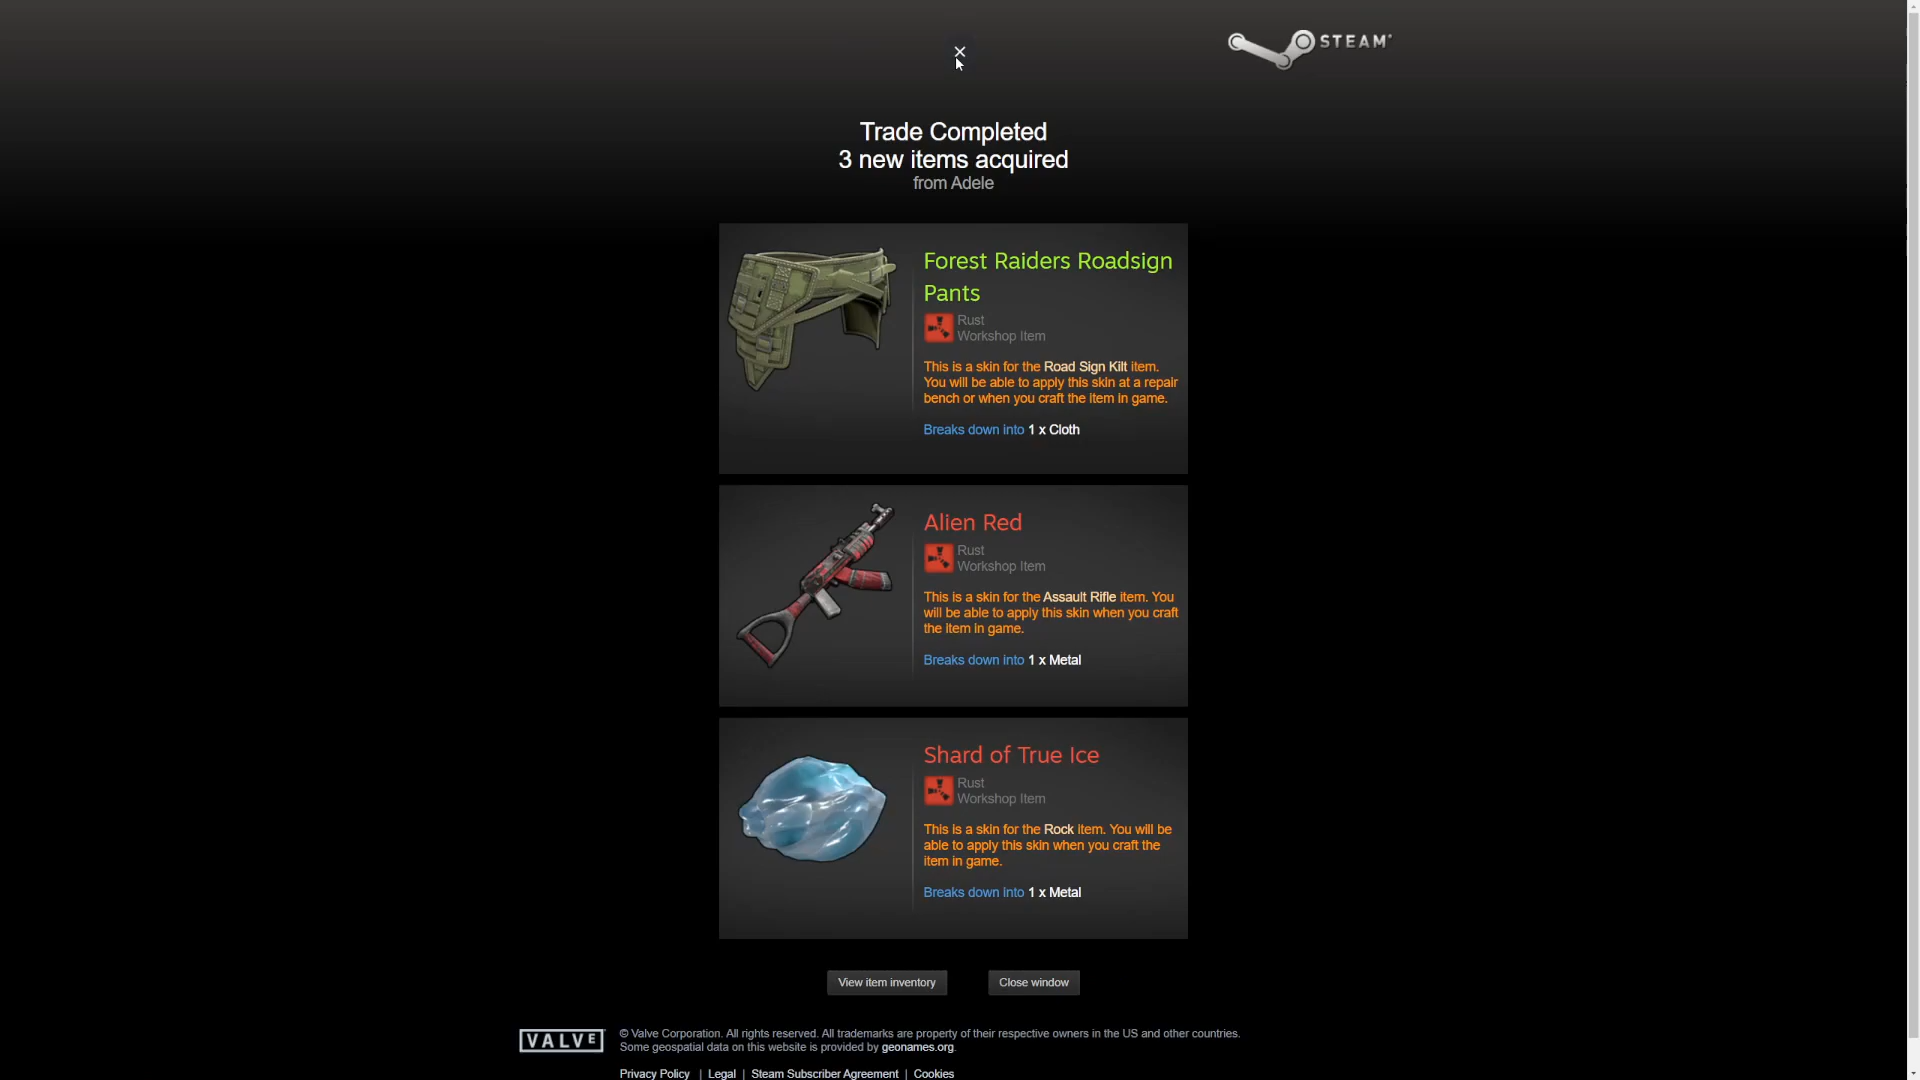 STEAM
Trade Completed
3 new items acquired
from Adele
Forest Raiders Roadsign
Pants
Rust
Workshop Item
This is a skin for the Road Sign Kilt item.
You will be able to apply this skin at a repair
bench or when you craft the item in game.
Breaks down into 1 x Cloth
Alien Red
Rust
Workshop Item
This is a skin for the Assault Rifle item. You
will be able to apply this skin when you craft
the item in game.
Breaks down into 1 x Metal
Shard of True Ice
Rust
Workshop Item
This is a skin for the Rock item. You will be
able to apply this skin when you craft the
item in game.
Breaks down into 1 x Metal
View item inventory
Close window
VALVE
© Valve Corporation. All rights reserved. All trademarks are property of their respective owners in the US and other countries.
Some geospatial data on this website is provided by geonames.org.
Privacy Policy | Legal | Steam Subscriber Agreement | Cookies